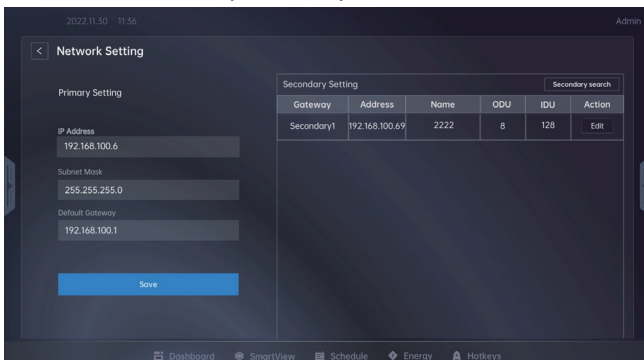 2022.11.30 11:36 Admin
< Network Setting
Primary Setting
IP Address
192.168.100.6
Subnet Mask
255.255.255.0
Default Gateway
192.168.100.1
Save
Secondary Setting Secondary search
Gateway Address Name ODU IDU Action
Secondary1 192.168.100.69 2222 8 128 Edit
Dashboard SmartView Schedule Energy Hotkeys